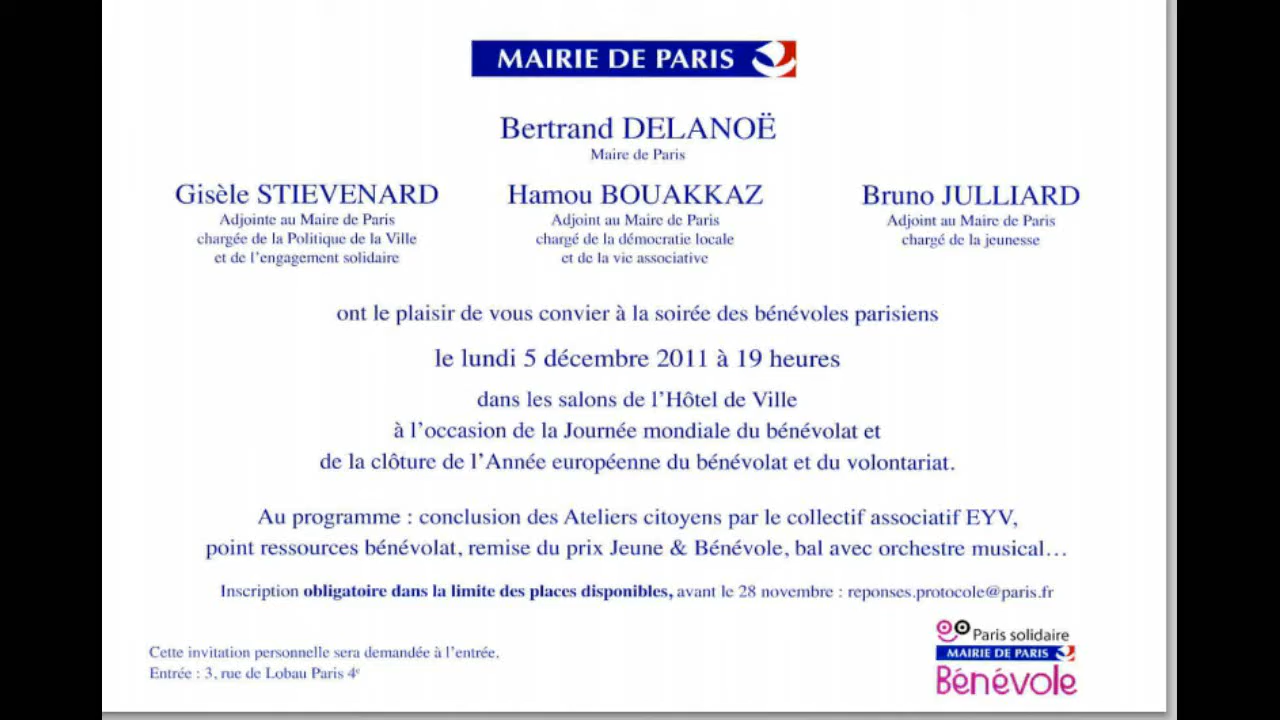 MAIRIE DE PARIS
Bertrand DELANOË
Maire de Paris
Gisèle STIEVENARD
Adjointe au Maire de Paris
chargée de la Politique de la Ville
et de l'engagement solidaire
Hamou BOUAKKAZ
Adjoint au Maire de Paris
chargé de la démocratie locale
et de la vie associative
Bruno JULLIARD
Adjoint au Maire de Paris
chargé de la jeunesse
ont le plaisir de vous convier à la soirée des bénévoles parisiens
le lundi 5 décembre 2011 à 19 heures
dans les salons de l'Hôtel de Ville
à l'occasion de la Journée mondiale du bénévolat et
de la clôture de l'Année européenne du bénévolat et du volontariat.
Au programme : conclusion des Ateliers citoyens par le collectif associatif EYV,
point ressources bénévolat, remise du prix Jeune & Bénévole, bal avec orchestre musical…
Inscription obligatoire dans la limite des places disponibles, avant le 28 novembre : reponses.protocole@paris.fr
Cette invitation personnelle sera demandée à l'entrée.
Entrée : 3, rue de Lobau Paris 4e
Paris solidaire
MAIRIE DE PARIS
Bénévole